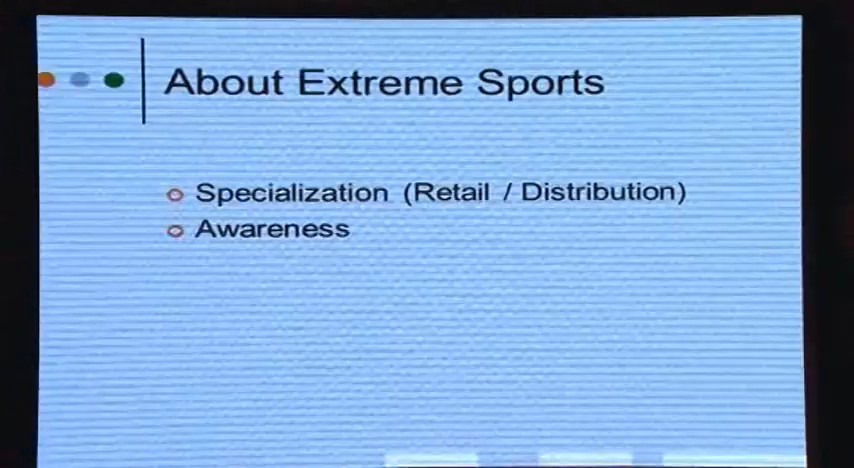 About Extreme Sports
Specialization (Retail / Distribution)
Awareness